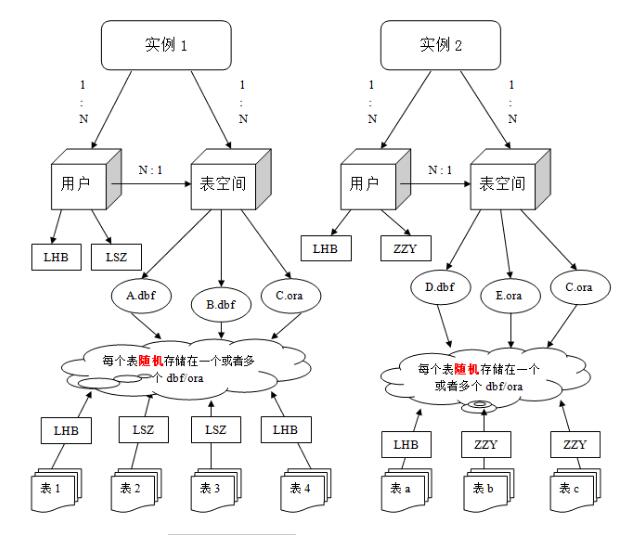 实例 1
实例 2
1
:
N
1
:
N
1
:
N
1
:
N
用户
N : 1
表空间
用户
N : 1
表空间
LHB
LSZ
LHB
ZZY
A.dbf
B.dbf
C.ora
D.dbf
E.ora
C.ora
每个表随机存储在一个或者多
个 dbf/ora
每个表随机存储在一个
或者多个 dbf/ora
LHB
LSZ
LSZ
LHB
LHB
ZZY
ZZY
表 1
表 2
表 3
表 4
表 a
表 b
表 c